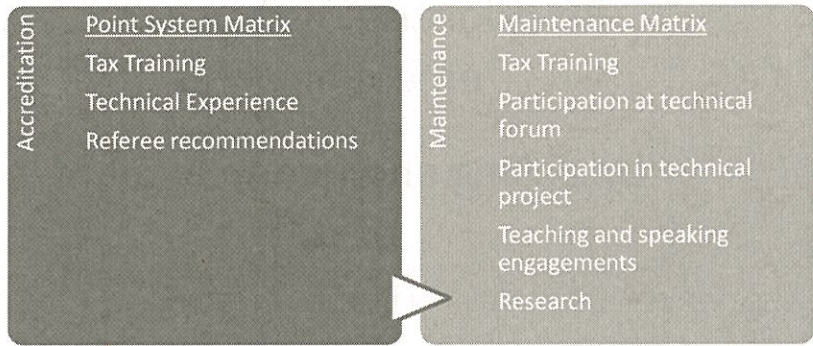 Accreditation
Point System Matrix
Tax Training
Technical Experience
Referee recommendations
Maintenance
Maintenance Matrix
Tax Training
Participation at technical
forum
Participation in technical
project
Teaching and speaking
engagements
Research